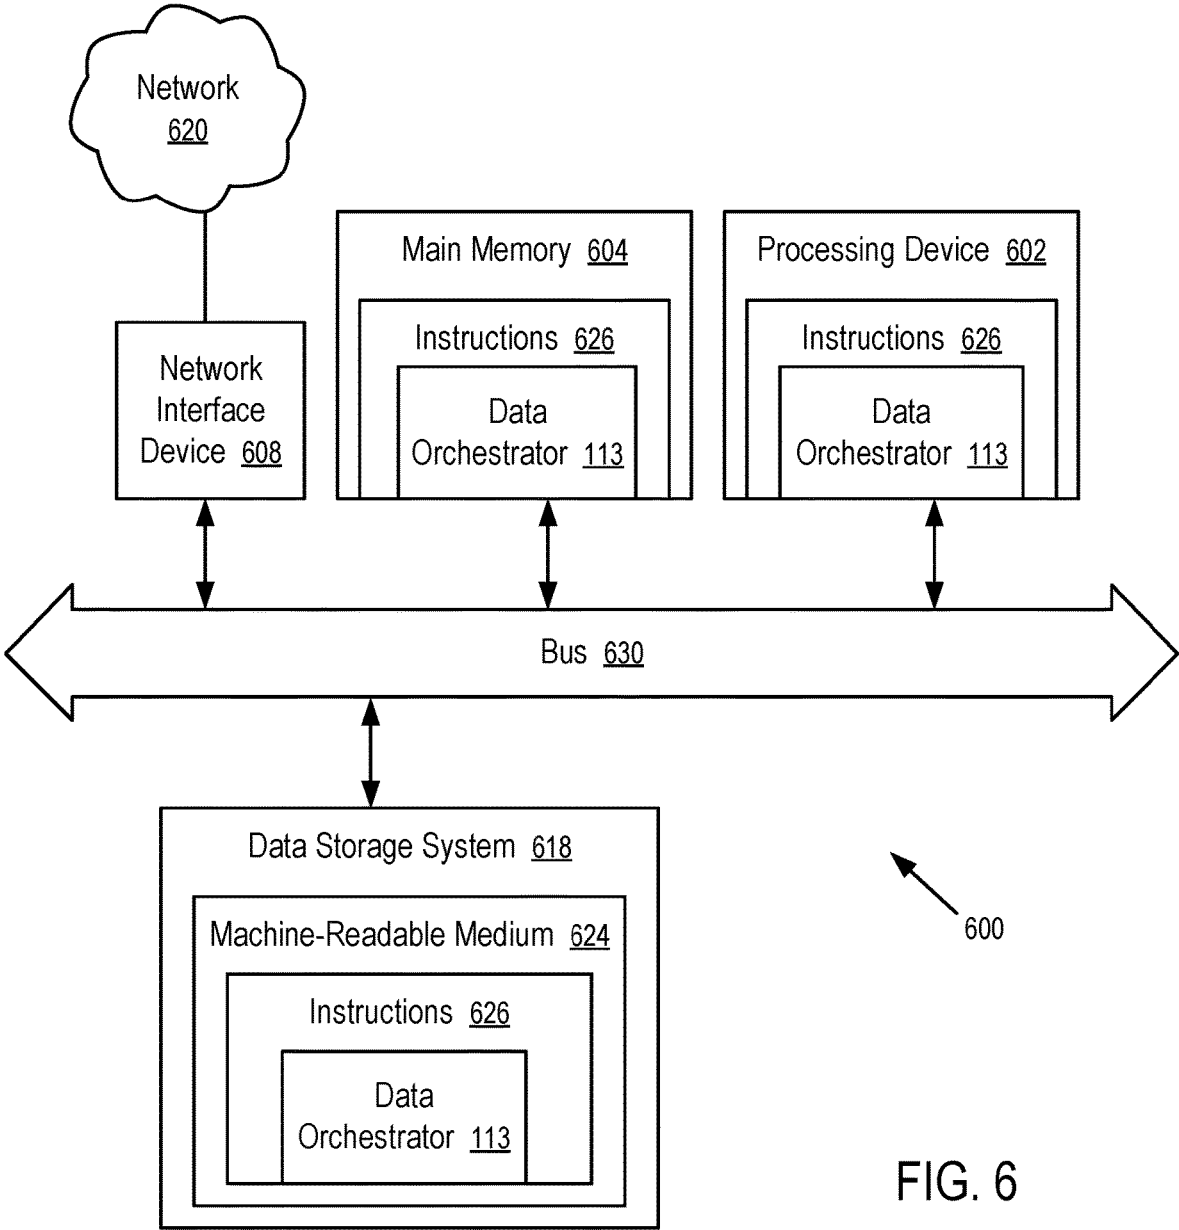 Network
620
Main Memory 604
Processing Device 602
Instructions 626
Instructions 626
Network
Interface
Device 608
Data
Orchestrator 113
Data
Orchestrator 113
Bus 630
Data Storage System 618
Machine-Readable Medium 624
Instructions 626
Data
Orchestrator 113
600
FIG. 6